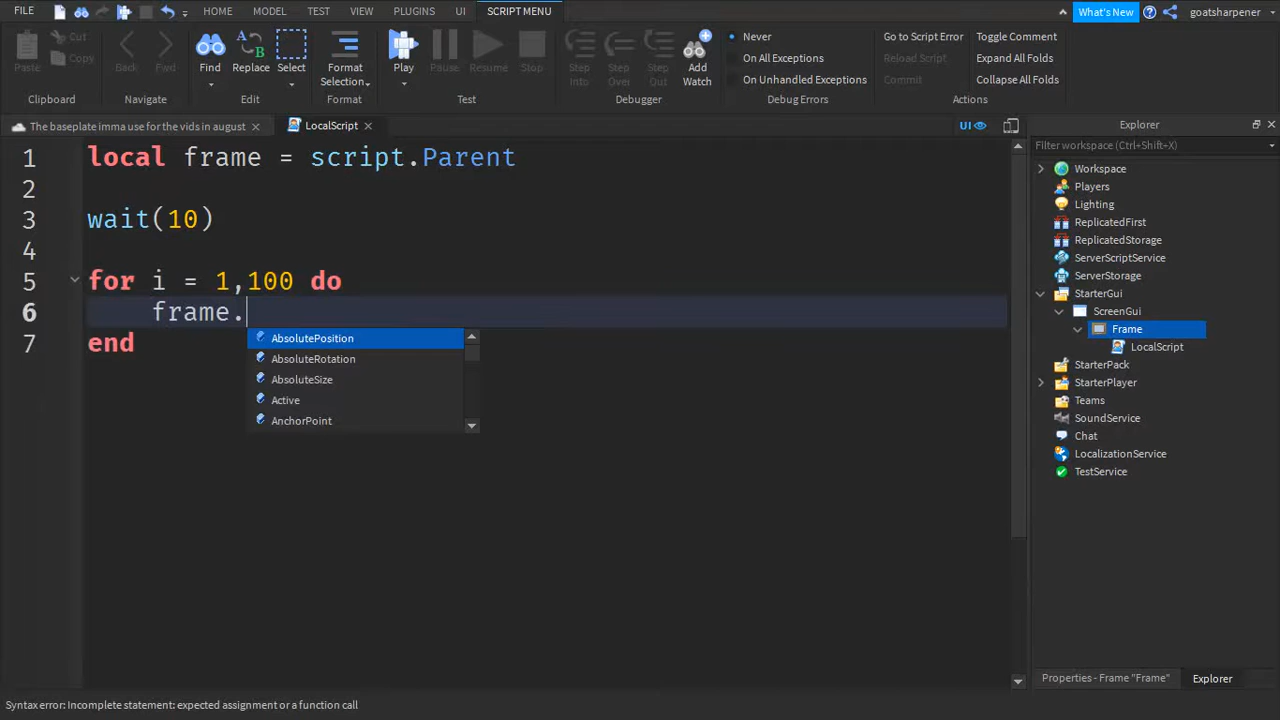 FILE
HOME
MODEL
TEST
VIEW
PLUGINS
UI
SCRIPT MENU
What's New
goatsharpener
Paste
Cut
Copy
Clipboard
Back
Fwd
Navigate
Find
Replace
Select
Edit
Format
Selection
Format
Play
Pause
Resume
Stop
Test
Step
Into
Step
Over
Step
Out
Add
Watch
Debugger
Never
On All Exceptions
On Unhandled Exceptions
Debug Errors
Go to Script Error
Reload Script
Commit
Toggle Comment
Expand All Folds
Collapse All Folds
Actions
The baseplate imma use for the vids in august
LocalScript
UI
1 local frame = script.Parent
2
3 wait(10)
4
5 for i = 1,100 do
6 frame.
7 end
AbsolutePosition
AbsoluteRotation
AbsoluteSize
Active
AnchorPoint
Explorer
Filter workspace (Ctrl+Shift+X)
Workspace
Players
Lighting
ReplicatedFirst
ReplicatedStorage
ServerScriptService
ServerStorage
StarterGui
ScreenGui
Frame
LocalScript
StarterPack
StarterPlayer
Teams
SoundService
Chat
LocalizationService
TestService
Properties - Frame "Frame"
Explorer
Syntax error: Incomplete statement: expected assignment or a function call